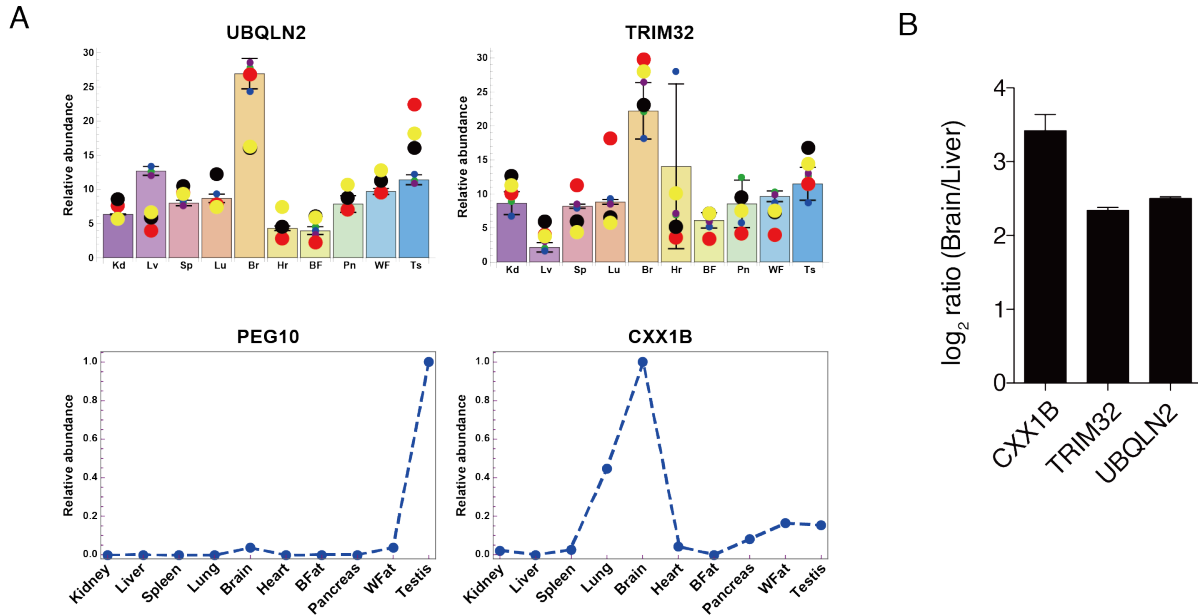 A
UBQLN2
Relative abundance
30
25
20
15
10
5
0
Kd Lv Sp Lu Br Hr BF Pn WF Ts
TRIM32
Relative abundance
30
25
20
15
10
5
0
Kd Lv Sp Lu Br Hr BF Pn WF Ts
PEG10
Relative abundance
1.0
0.8
0.6
0.4
0.2
0.0
Kidney Liver Spleen Lung Brain Heart BFat Pancreas WFat Testis
CXX1B
Relative abundance
1.0
0.8
0.6
0.4
0.2
0.0
Kidney Liver Spleen Lung Brain Heart BFat Pancreas WFat Testis
B
log2 ratio (Brain/Liver)
4
3
2
1
0
CXX1B TRIM32 UBQLN2